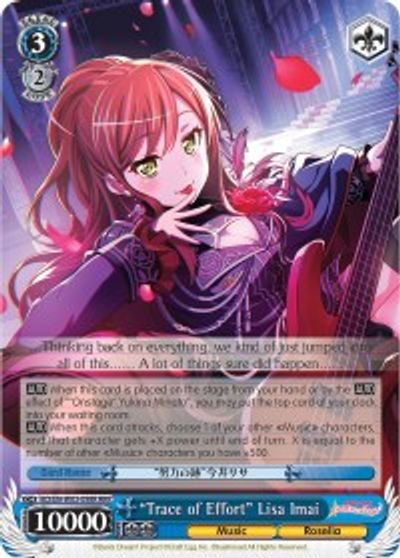 3
2
...Thinking back on everything, we kind of just jumped into
all of this...... A lot of things sure did happen......
When this card is placed on the stage from your hand or by the
effect of "“Onstage” Yukina Minato", you may put the top card of your clock
into your waiting room.
When this card attacks, choose 1 of your other «Music» characters,
and that character gets +X power until end of turn. X is equal to the
number of other «Music» characters you have ×500.
“努力の跡”今井リサ
10000
“Trace of Effort” Lisa Imai
Music
Roselia